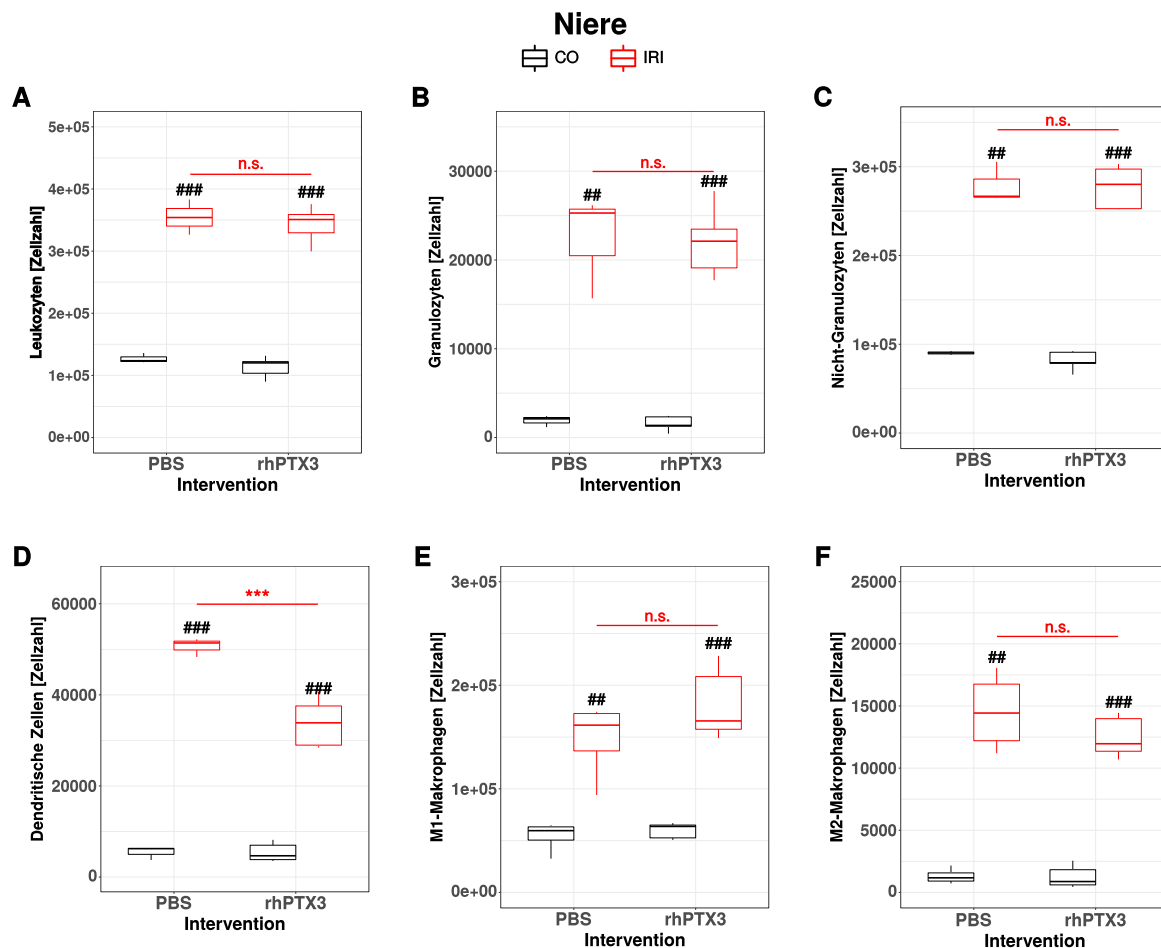 Niere
CO IRI
A
Leukozyten [Zellzahl]
5e+05
4e+05
3e+05
2e+05
1e+05
0e+00
n.s.
###
###
PBS rhPTX3
Intervention
B
Granulozyten [Zellzahl]
30000
20000
10000
0
n.s.
##
###
PBS rhPTX3
Intervention
C
Nicht-Granulozyten [Zellzahl]
3e+05
2e+05
1e+05
0e+00
n.s.
##
###
PBS rhPTX3
Intervention
D
Dendritische Zellen [Zellzahl]
60000
40000
20000
0
***
###
###
PBS rhPTX3
Intervention
E
M1-Makrophagen [Zellzahl]
3e+05
2e+05
1e+05
0e+00
n.s.
##
###
PBS rhPTX3
Intervention
F
M2-Makrophagen [Zellzahl]
25000
20000
15000
10000
5000
0
n.s.
##
###
PBS rhPTX3
Intervention